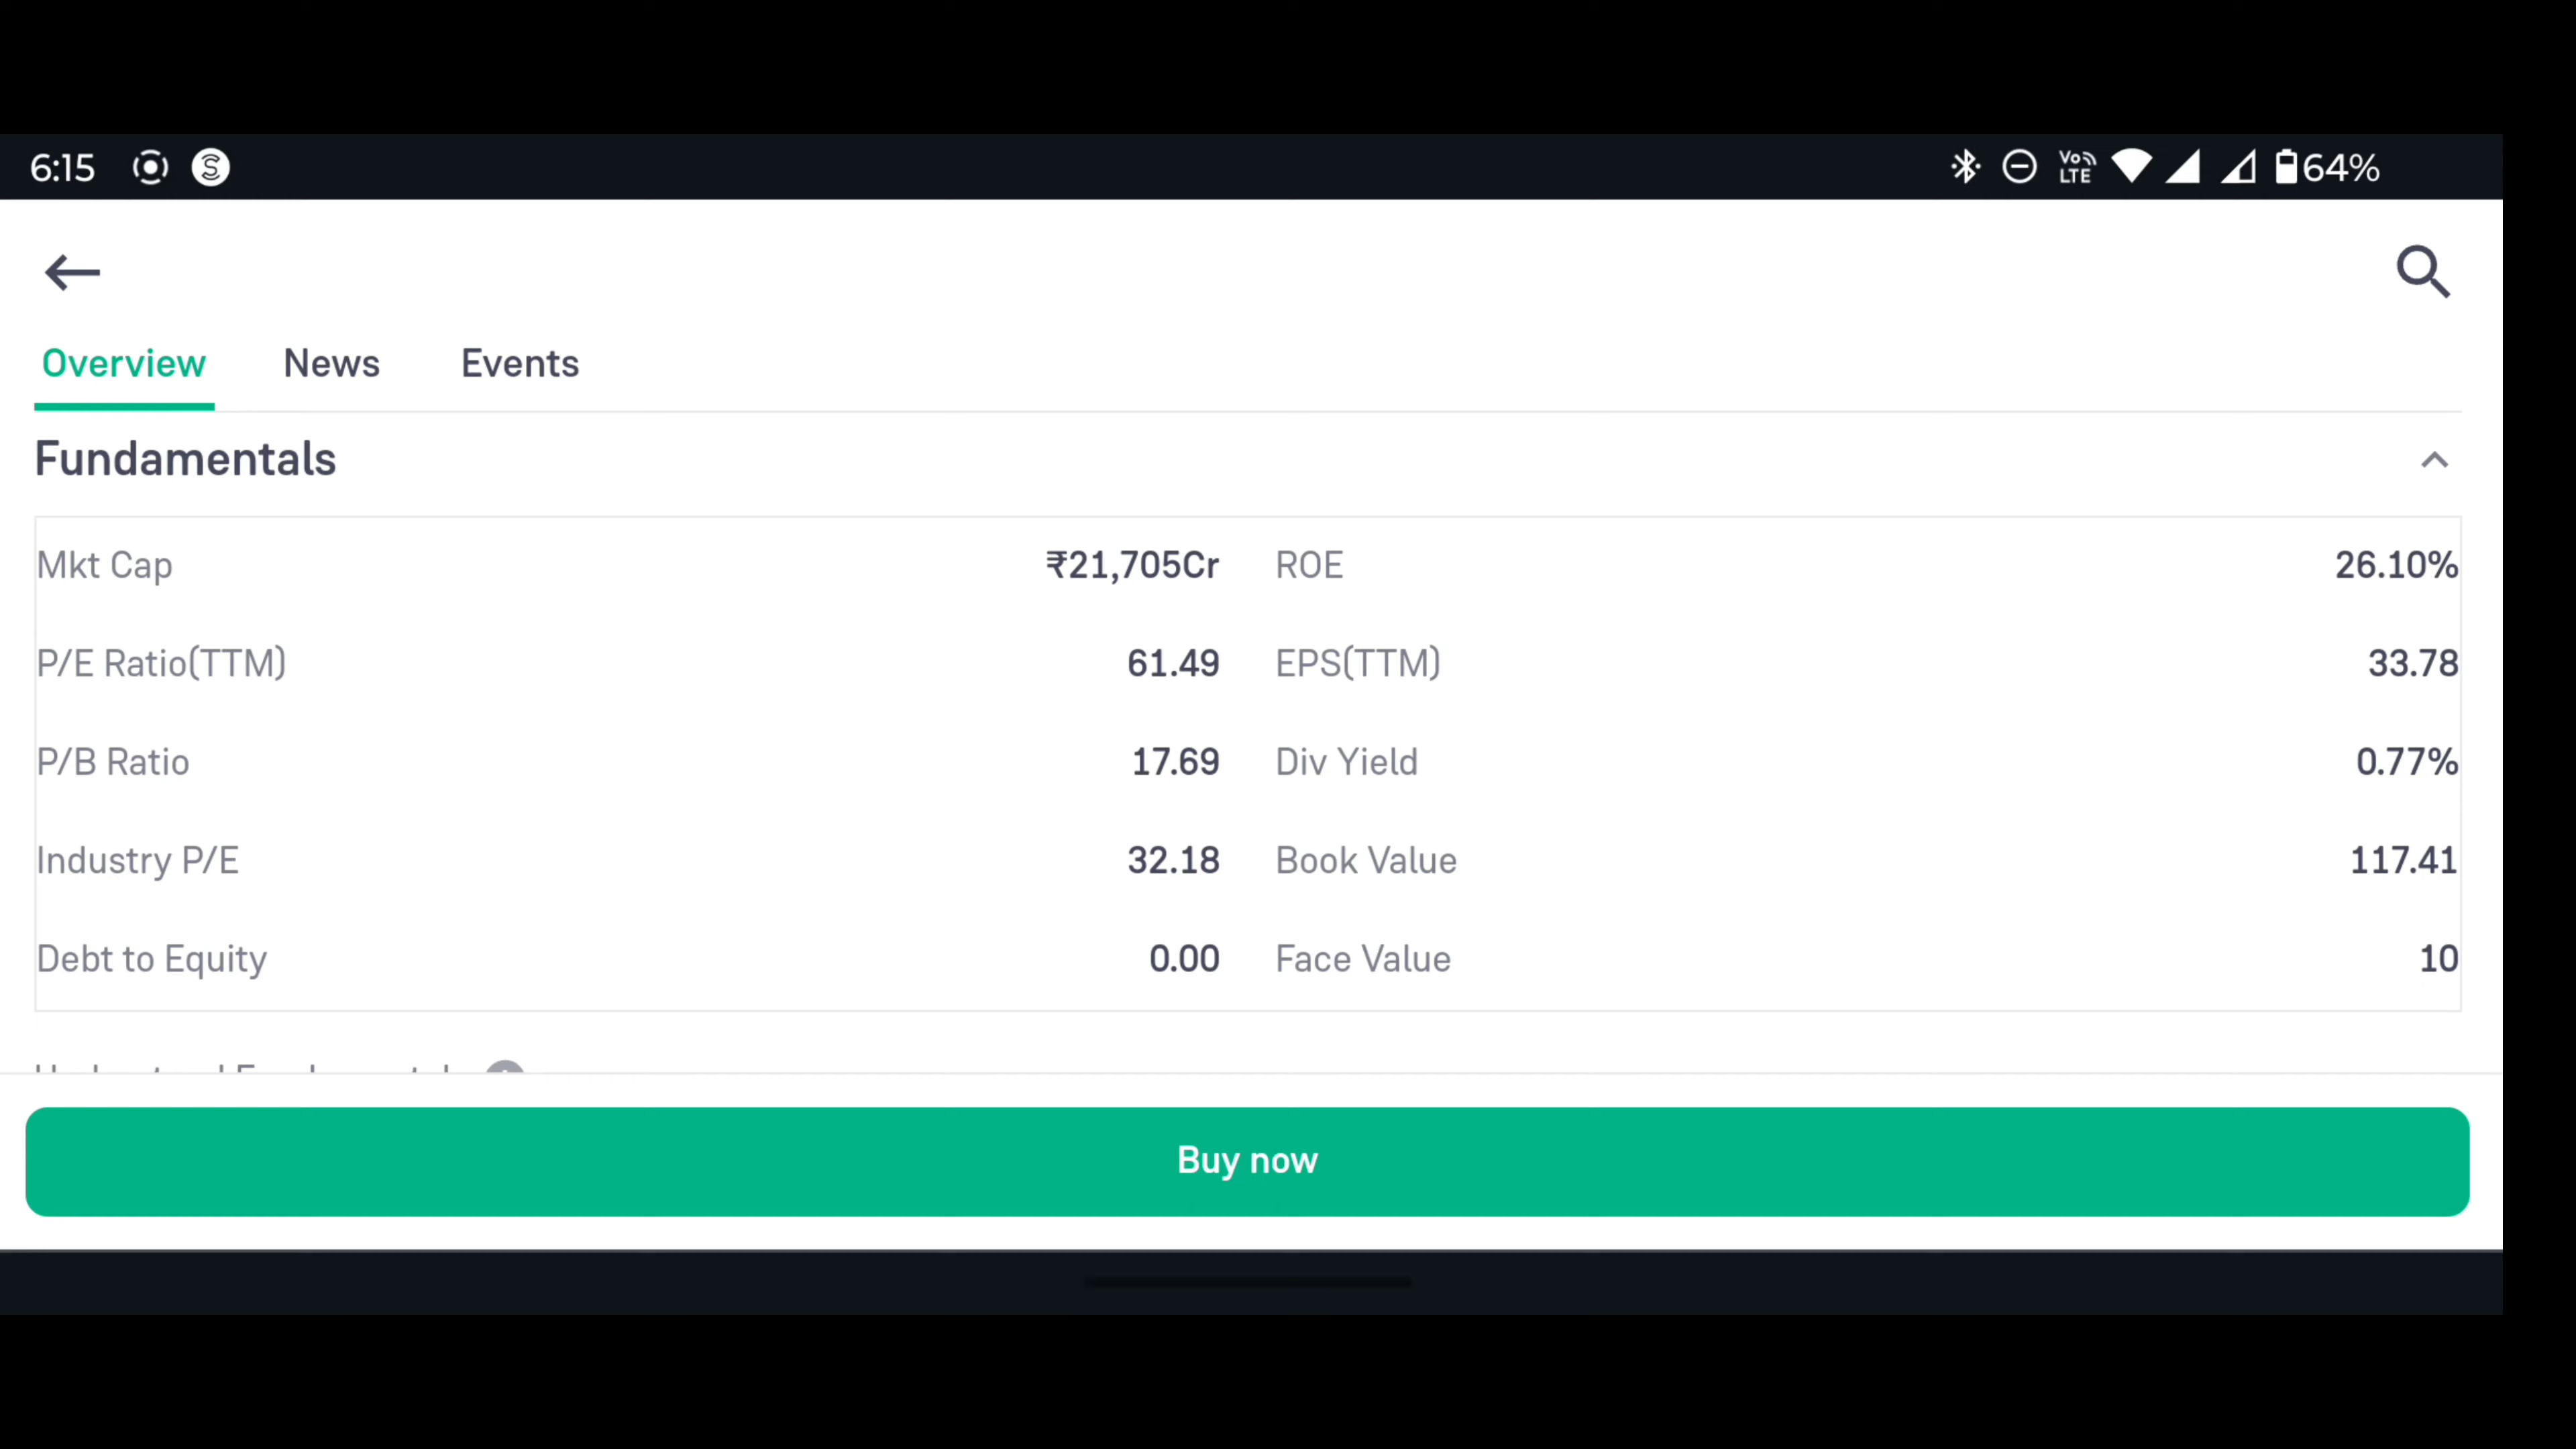 6:15 Vo LTE 64%
Overview News Events
Fundamentals
Mkt Cap ₹21,705Cr ROE 26.10%
P/E Ratio(TTM) 61.49 EPS(TTM) 33.78
P/B Ratio 17.69 Div Yield 0.77%
Industry P/E 32.18 Book Value 117.41
Debt to Equity 0.00 Face Value 10
Buy now